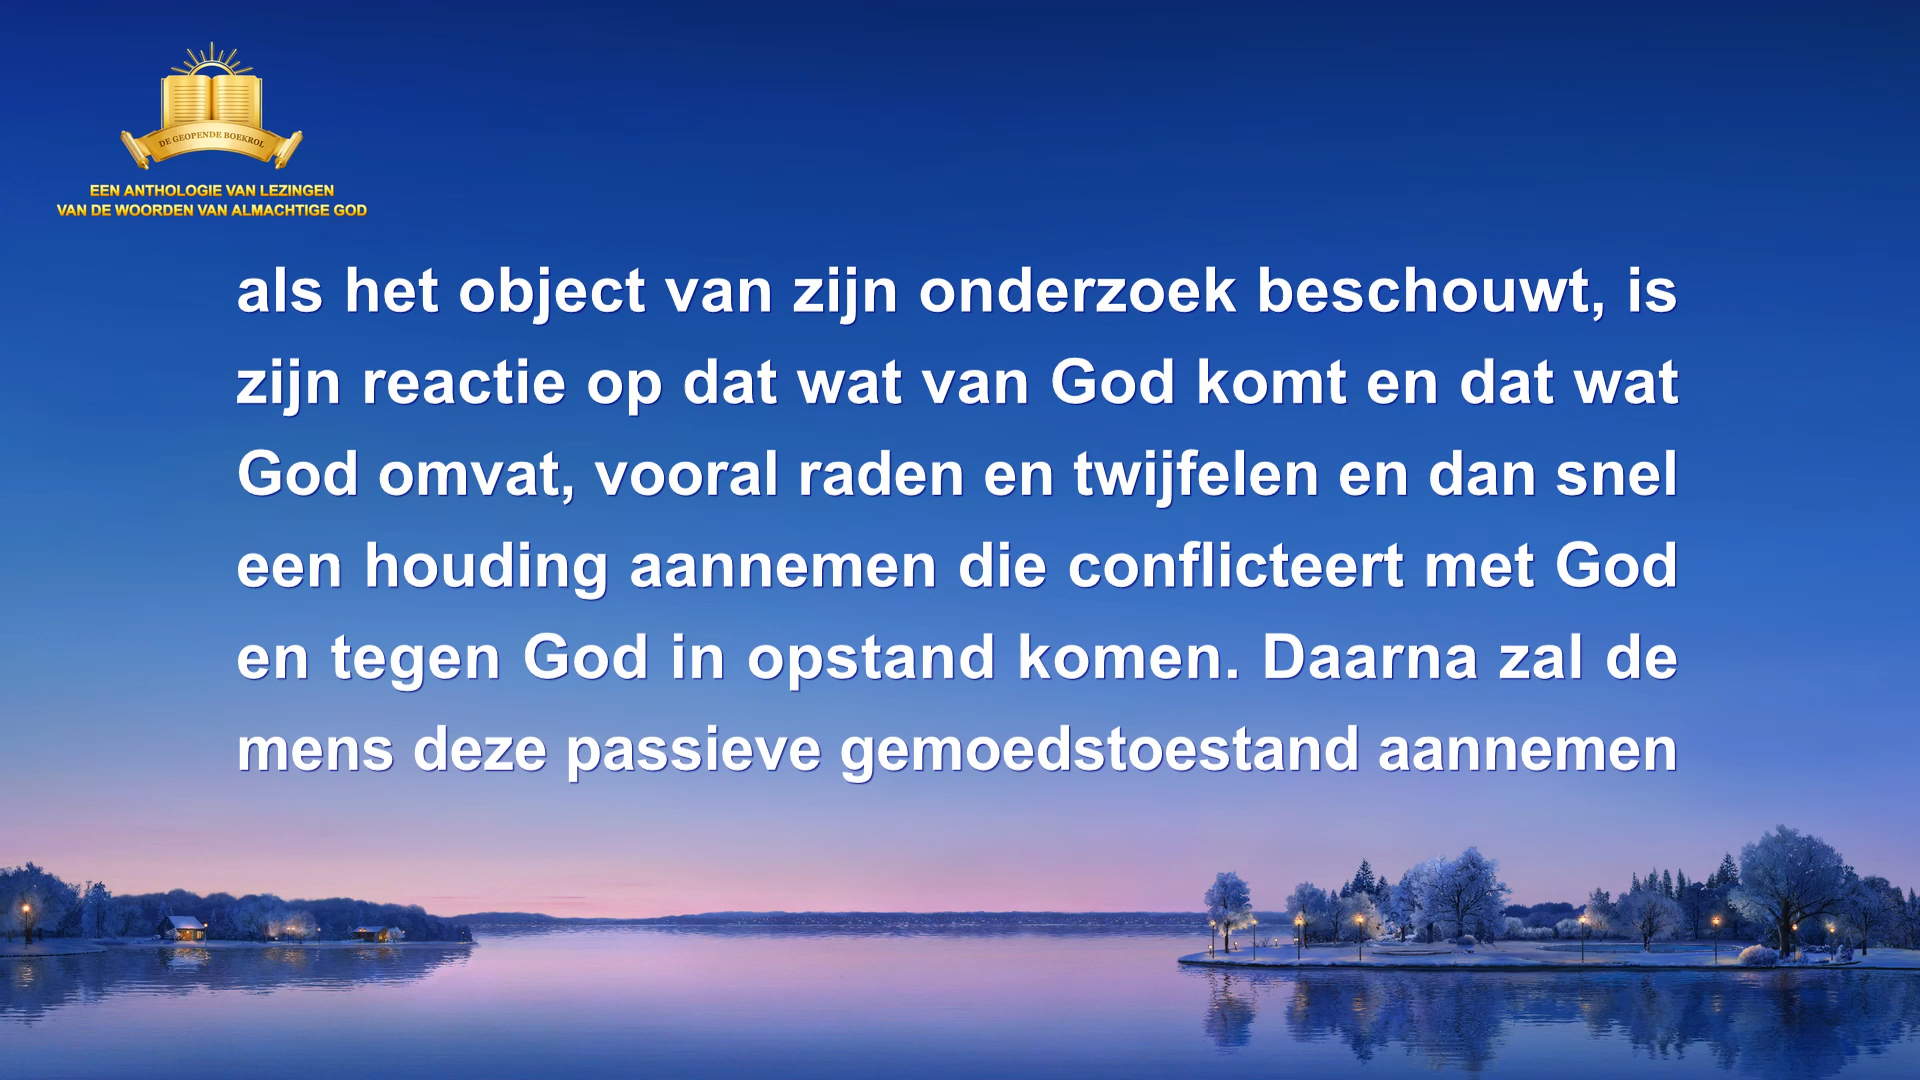 DE GEOPENDE BOEKROL
EEN ANTHOLOGIE VAN LEZINGEN
VAN DE WOORDEN VAN ALMACHTIGE GOD
als het object van zijn onderzoek beschouwt, is
zijn reactie op dat wat van God komt en dat wat
God omvat, vooral raden en twijfelen en dan snel
een houding aannemen die conflicteert met God
en tegen God in opstand komen. Daarna zal de
mens deze passieve gemoedstoestand aannemen